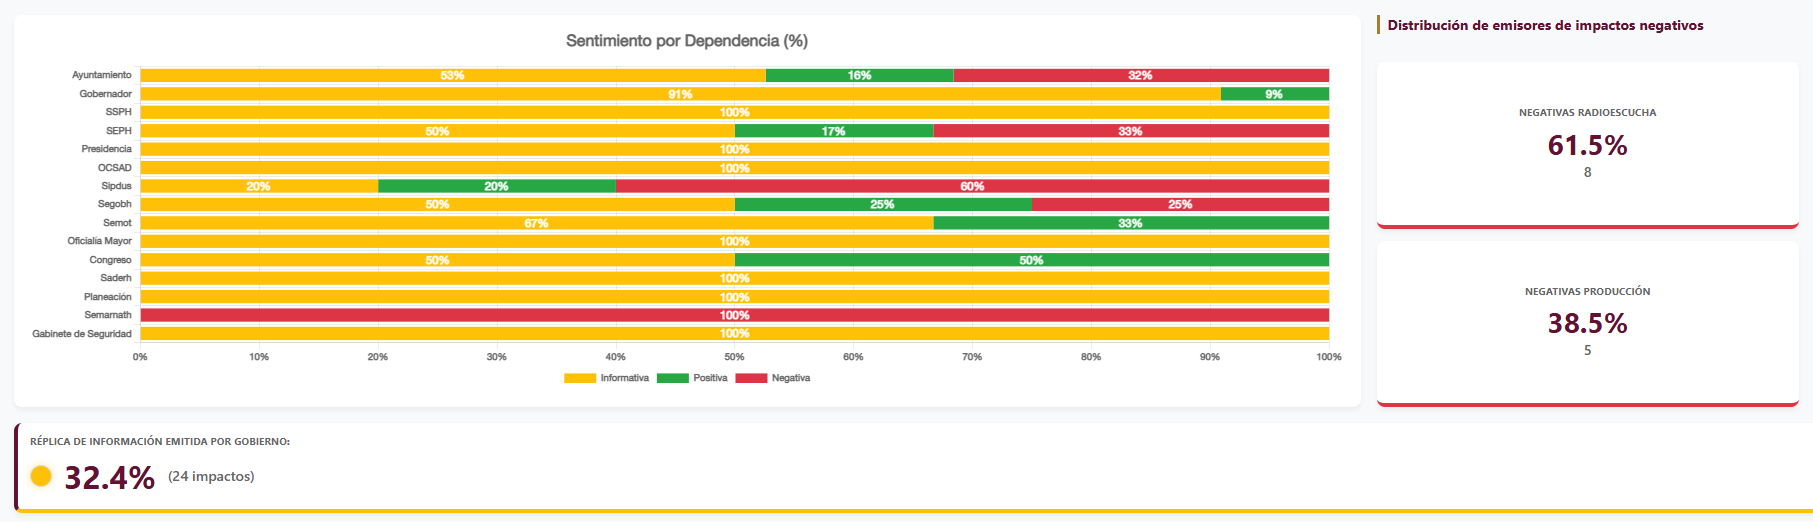 Sentimiento por Dependencia (%)
Ayuntamiento 53% 16% 32%
Gobernador 91% 9%
SSPH 100%
SEPH 50% 17% 33%
Presidencia 100%
OCSAD 100%
Sipdus 20% 20% 60%
Segobh 50% 25% 25%
Semot 67% 33%
Oficialía Mayor 100%
Congreso 50% 50%
Saderh 100%
Planeación 100%
Semarnath 100%
Gabinete de Seguridad 100%
0% 10% 20% 30% 40% 50% 60% 70% 80% 90% 100%
Informativa Positiva Negativa
Distribución de emisores de impactos negativos
NEGATIVAS RADIOESCUCHA
61.5%
8
NEGATIVAS PRODUCCIÓN
38.5%
5
RÉPLICA DE INFORMACIÓN EMITIDA POR GOBIERNO:
32.4% (24 impactos)